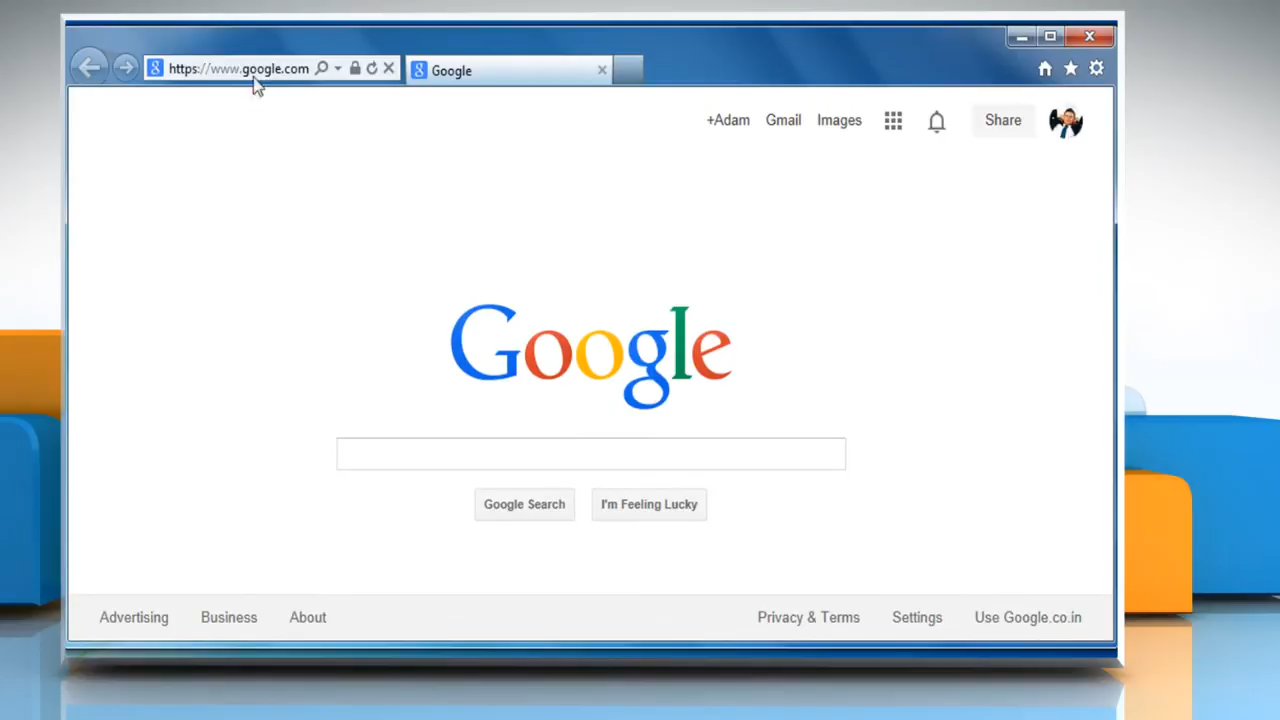 https://www.google.com
Google
+Adam Gmail Images Share
Google
Google Search I'm Feeling Lucky
Advertising Business About Privacy & Terms Settings Use Google.co.in